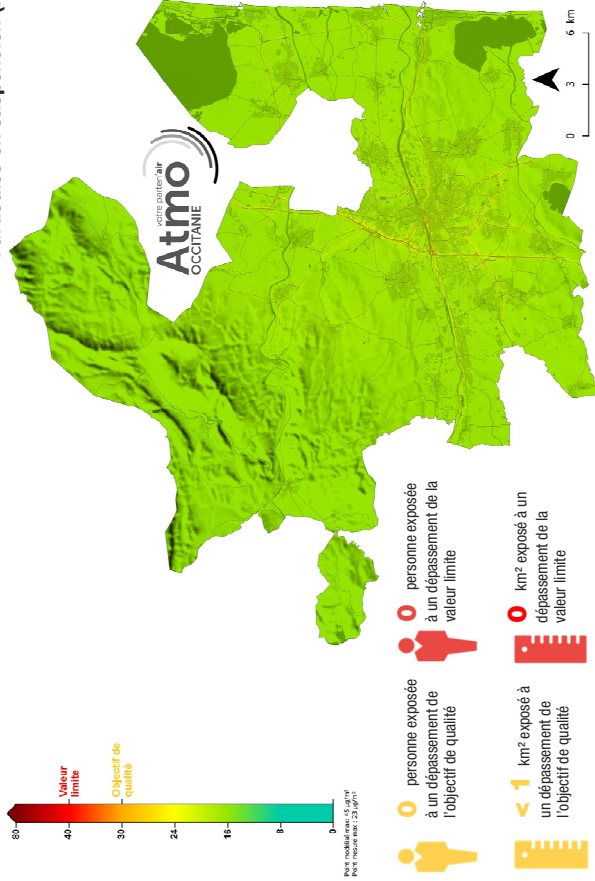 votre parten'air
Atmo
OCCITANIE
0 3 6 km
80
40
30
24
16
8
0
Valeur
limite
Objectif de
qualité
Point modélisé max: 45 µg/m³
Point mesure max : 23 µg/m³
0 personne exposée
à un dépassement de
l'objectif de qualité
0 personne exposée
à un dépassement de la
valeur limite
< 1 km² exposé à
un dépassement de
l'objectif de qualité
0 km² exposé à un
dépassement de la
valeur limite